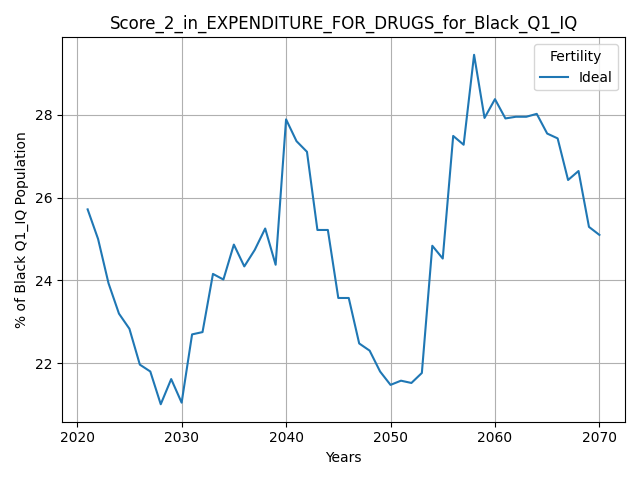 Score_2_in_EXPENDITURE_FOR_DRUGS_for_Black_Q1_IQ
Fertility
Ideal
% of Black Q1_IQ Population
28
26
24
22
2020 2030 2040 2050 2060 2070
Years